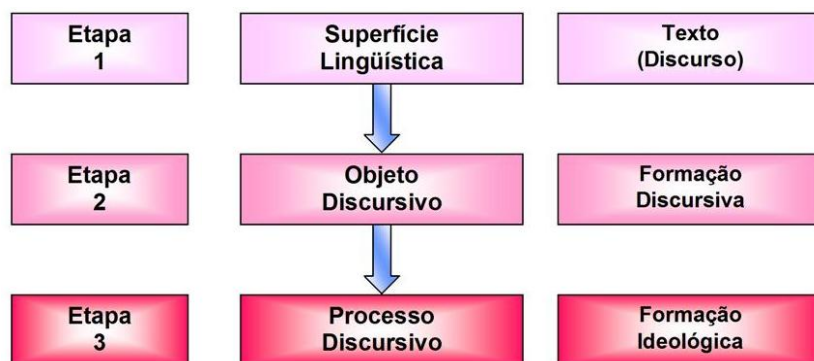 Etapa
1
Superfície
Lingüística
Texto
(Discurso)
Etapa
2
Objeto
Discursivo
Formação
Discursiva
Etapa
3
Processo
Discursivo
Formação
Ideológica